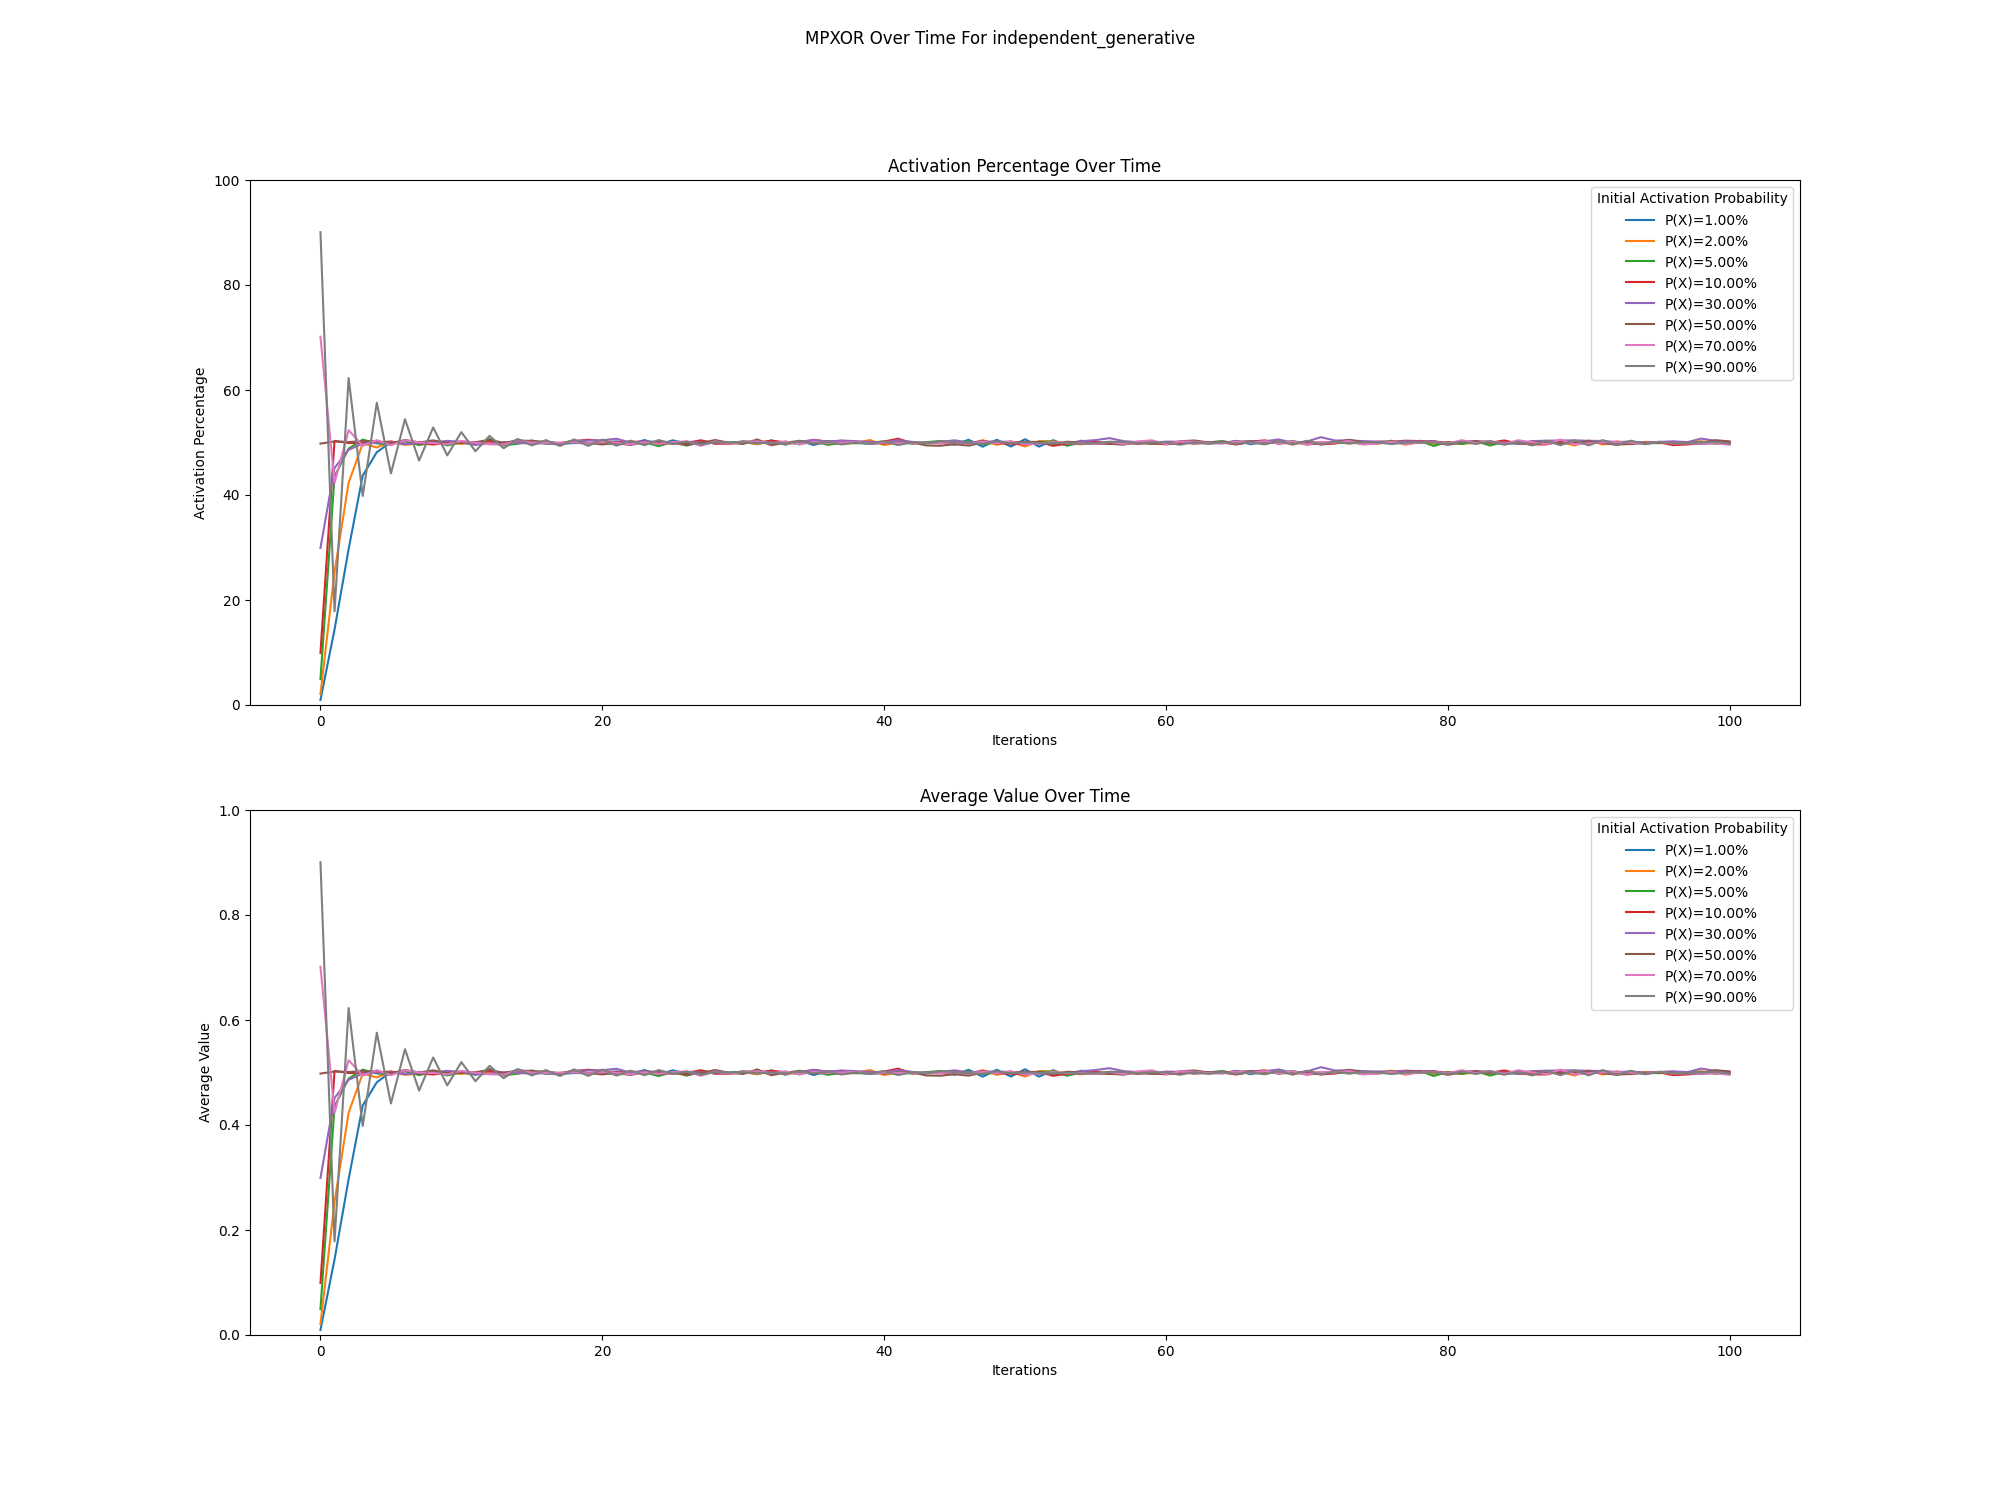 MPXOR Over Time For independent_generative
Activation Percentage Over Time
100
80
60
40
20
0
Activation Percentage
Initial Activation Probability
P(X)=1.00%
P(X)=2.00%
P(X)=5.00%
P(X)=10.00%
P(X)=30.00%
P(X)=50.00%
P(X)=70.00%
P(X)=90.00%
0 20 40 60 80 100
Iterations
Average Value Over Time
1.0
0.8
0.6
0.4
0.2
0.0
Average Value
Initial Activation Probability
P(X)=1.00%
P(X)=2.00%
P(X)=5.00%
P(X)=10.00%
P(X)=30.00%
P(X)=50.00%
P(X)=70.00%
P(X)=90.00%
0 20 40 60 80 100
Iterations